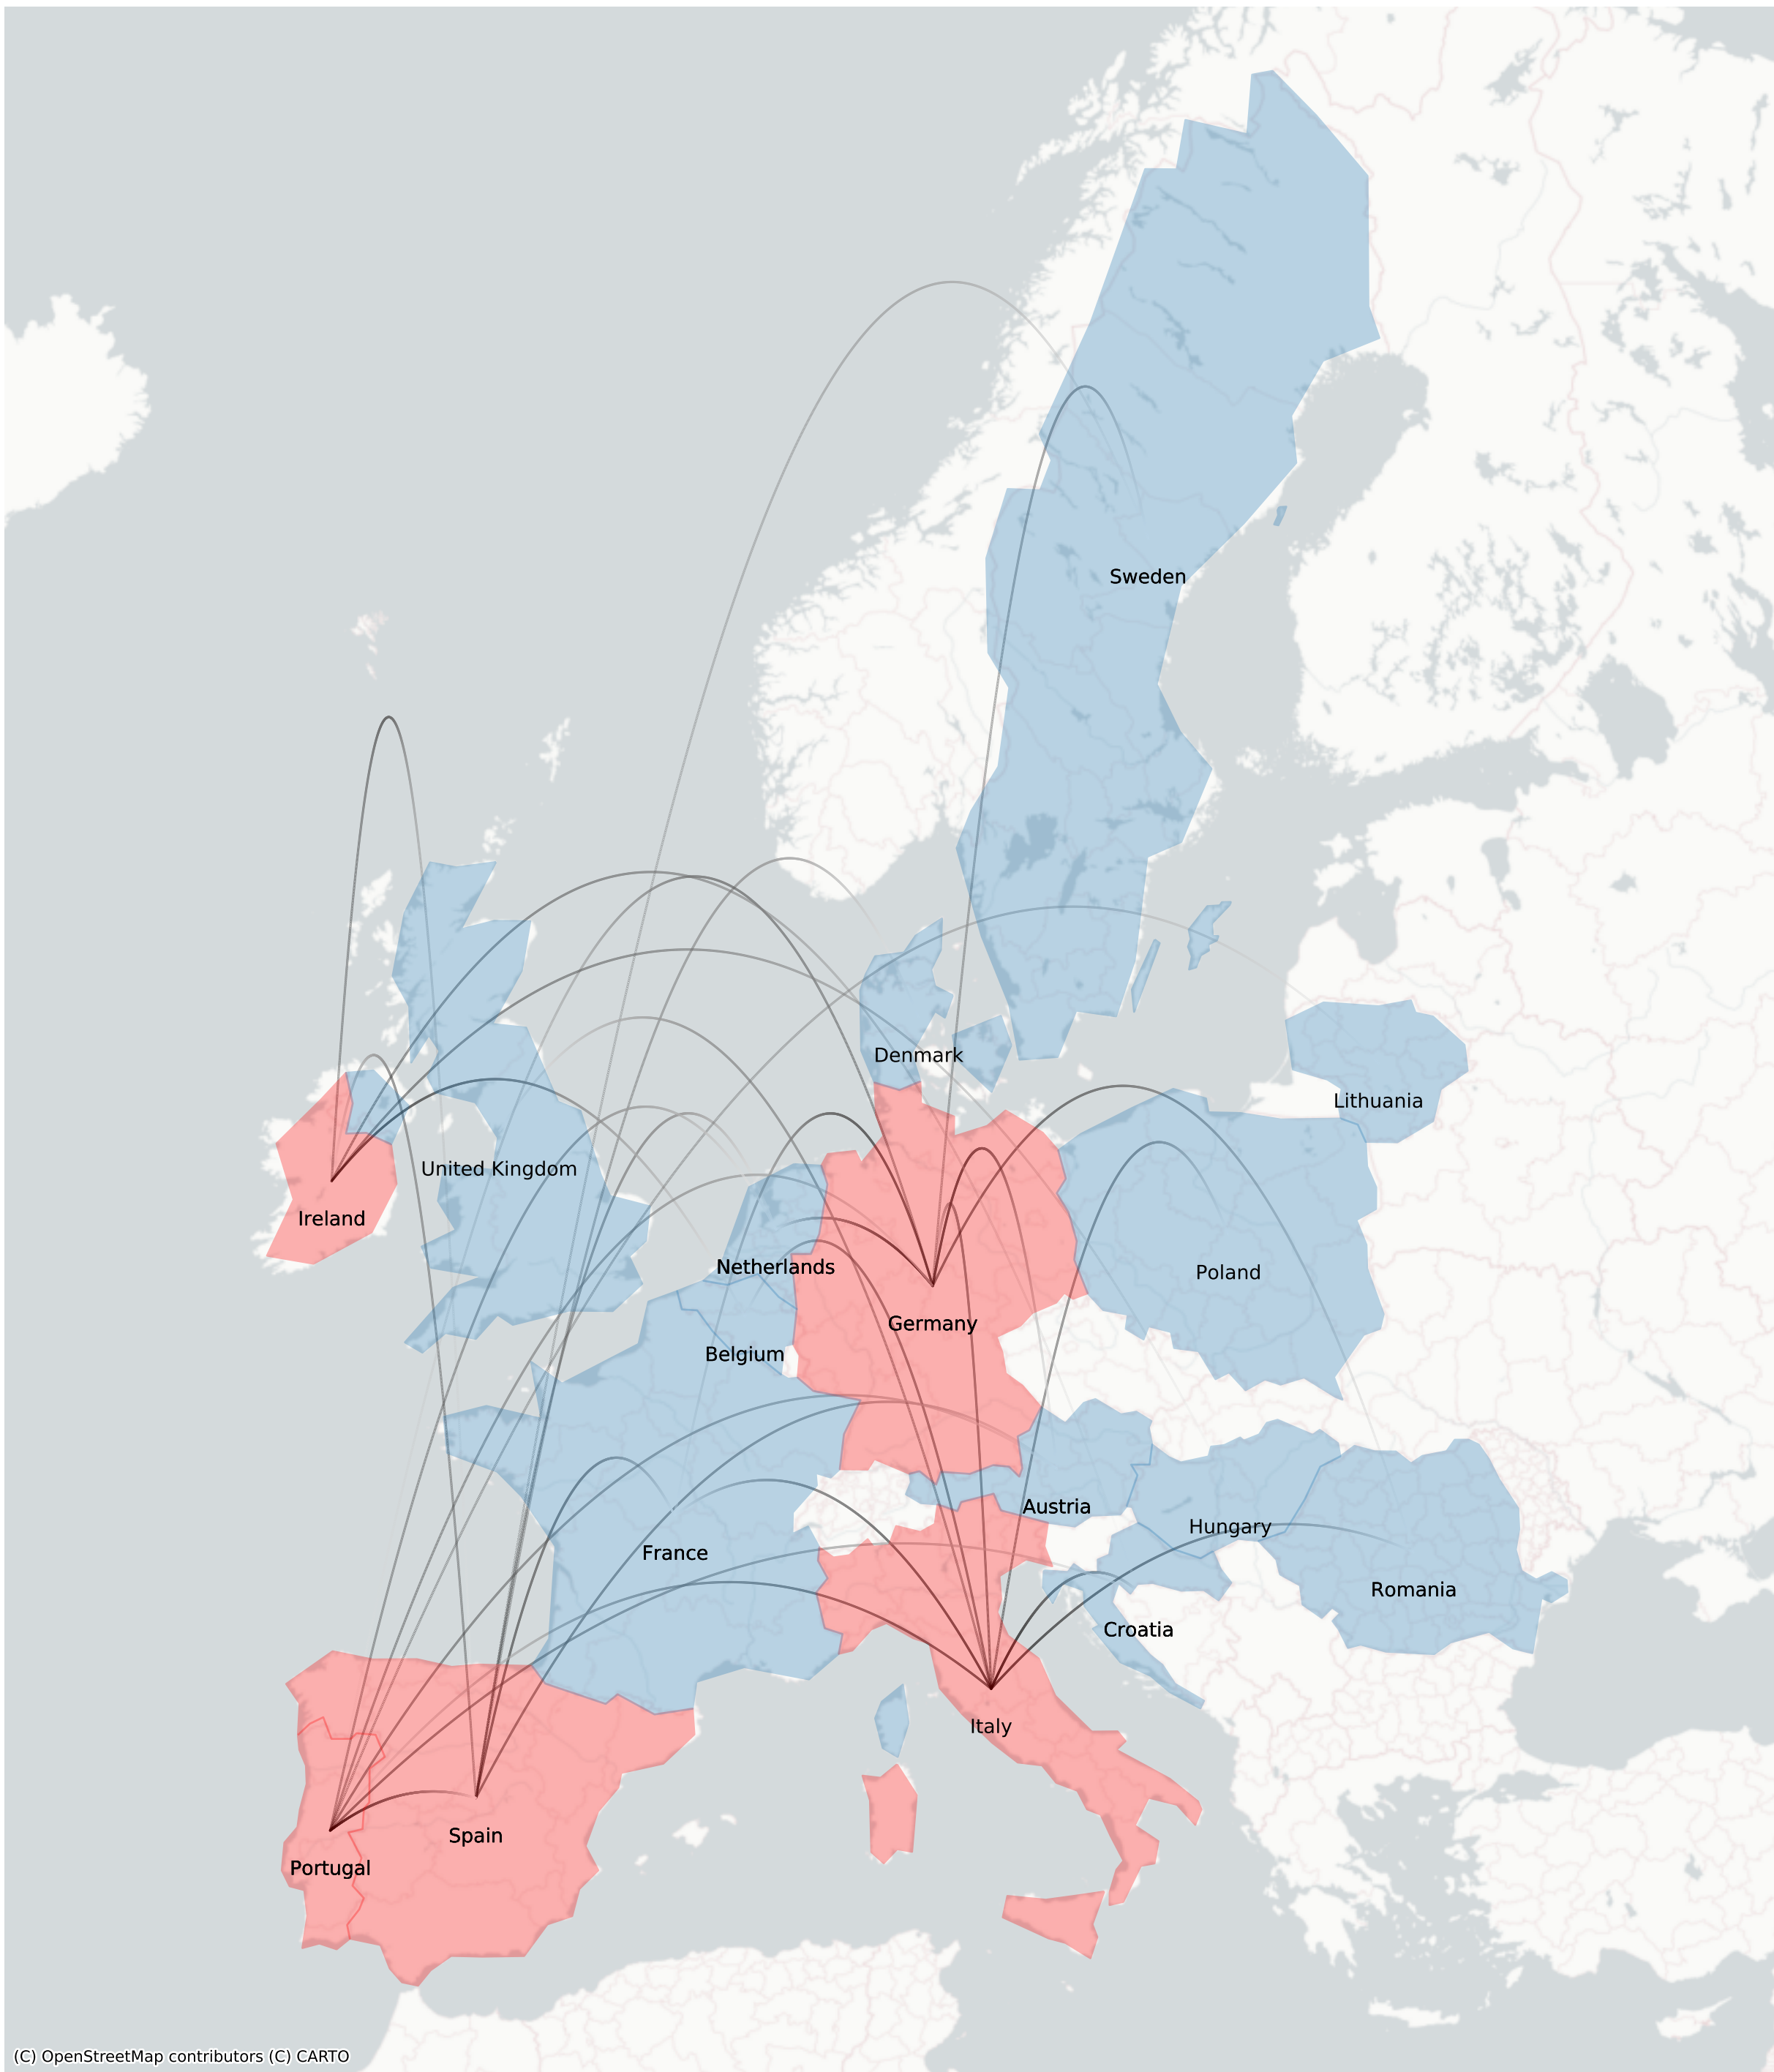 Sweden
Denmark
Lithuania
United Kingdom
Ireland
Netherlands
Poland
Germany
Belgium
Austria
Hungary
France
Romania
Croatia
Italy
Spain
Portugal
(C) OpenStreetMap contributors (C) CARTO